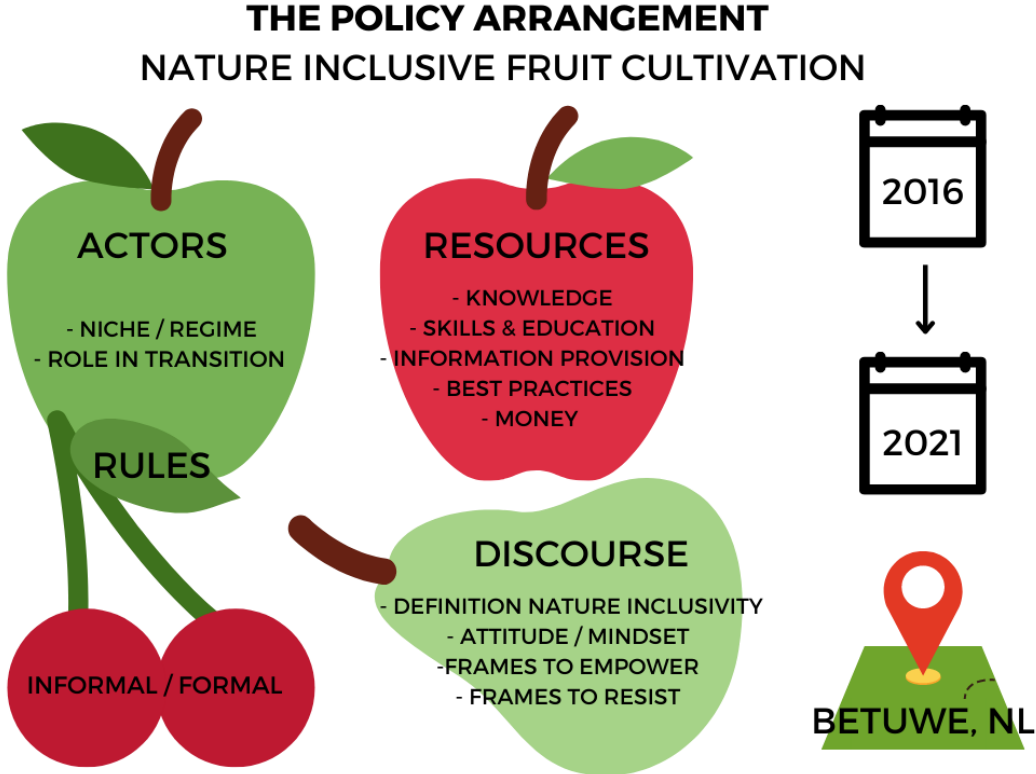 THE POLICY ARRANGEMENT
NATURE INCLUSIVE FRUIT CULTIVATION
ACTORS
- NICHE / REGIME
- ROLE IN TRANSITION
RESOURCES
- KNOWLEDGE
- SKILLS & EDUCATION
- INFORMATION PROVISION
- BEST PRACTICES
- MONEY
2016
2021
RULES
INFORMAL / FORMAL
DISCOURSE
- DEFINITION NATURE INCLUSIVITY
- ATTITUDE / MINDSET
-FRAMES TO EMPOWER
- FRAMES TO RESIST
BETUWE, NL